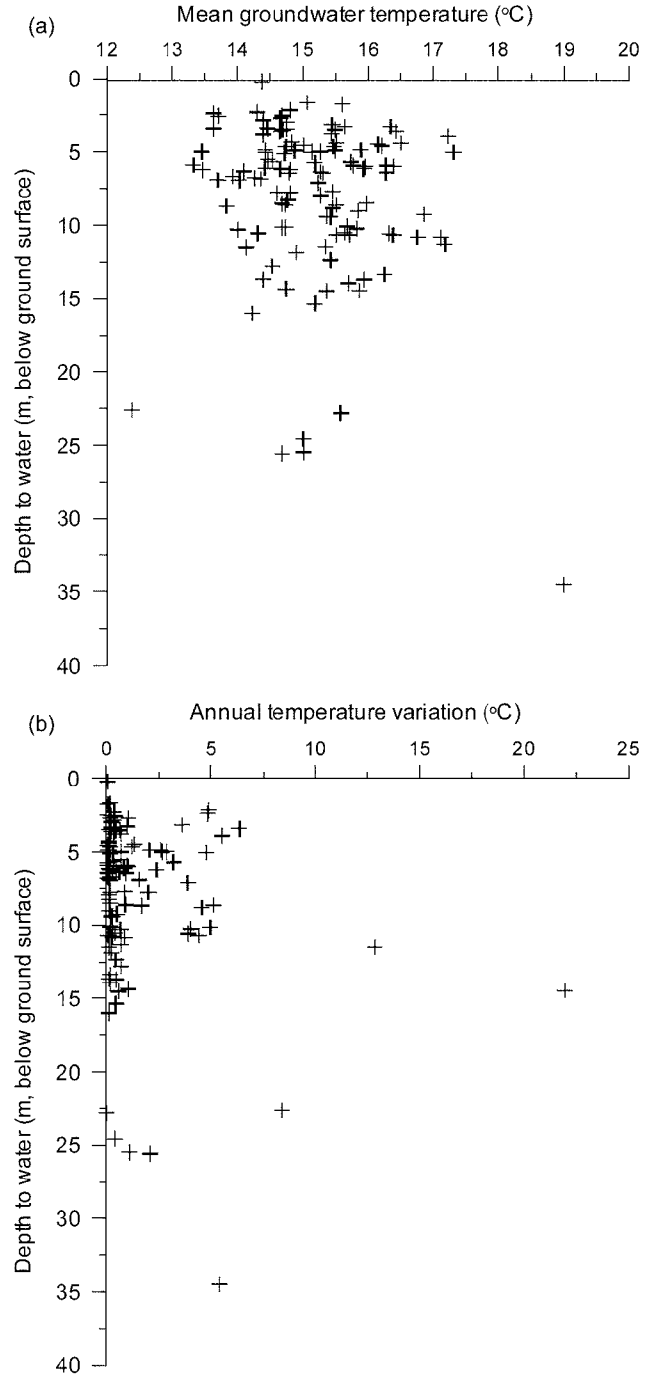 (a)
Mean groundwater temperature (°C)
12 13 14 15 16 17 18 19 20
0
5
10
15
20
25
30
35
40
Depth to water (m, below ground surface)
(b)
Annual temperature variation (°C)
0 5 10 15 20 25
0
5
10
15
20
25
30
35
40
Depth to water (m, below ground surface)